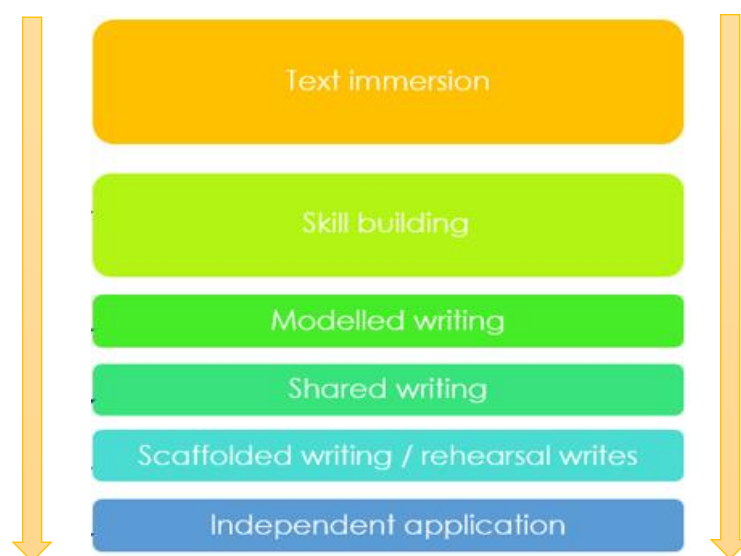 Text immersion
Skill building
Modelled writing
Shared writing
Scaffolded writing / rehearsal writes
Independent application